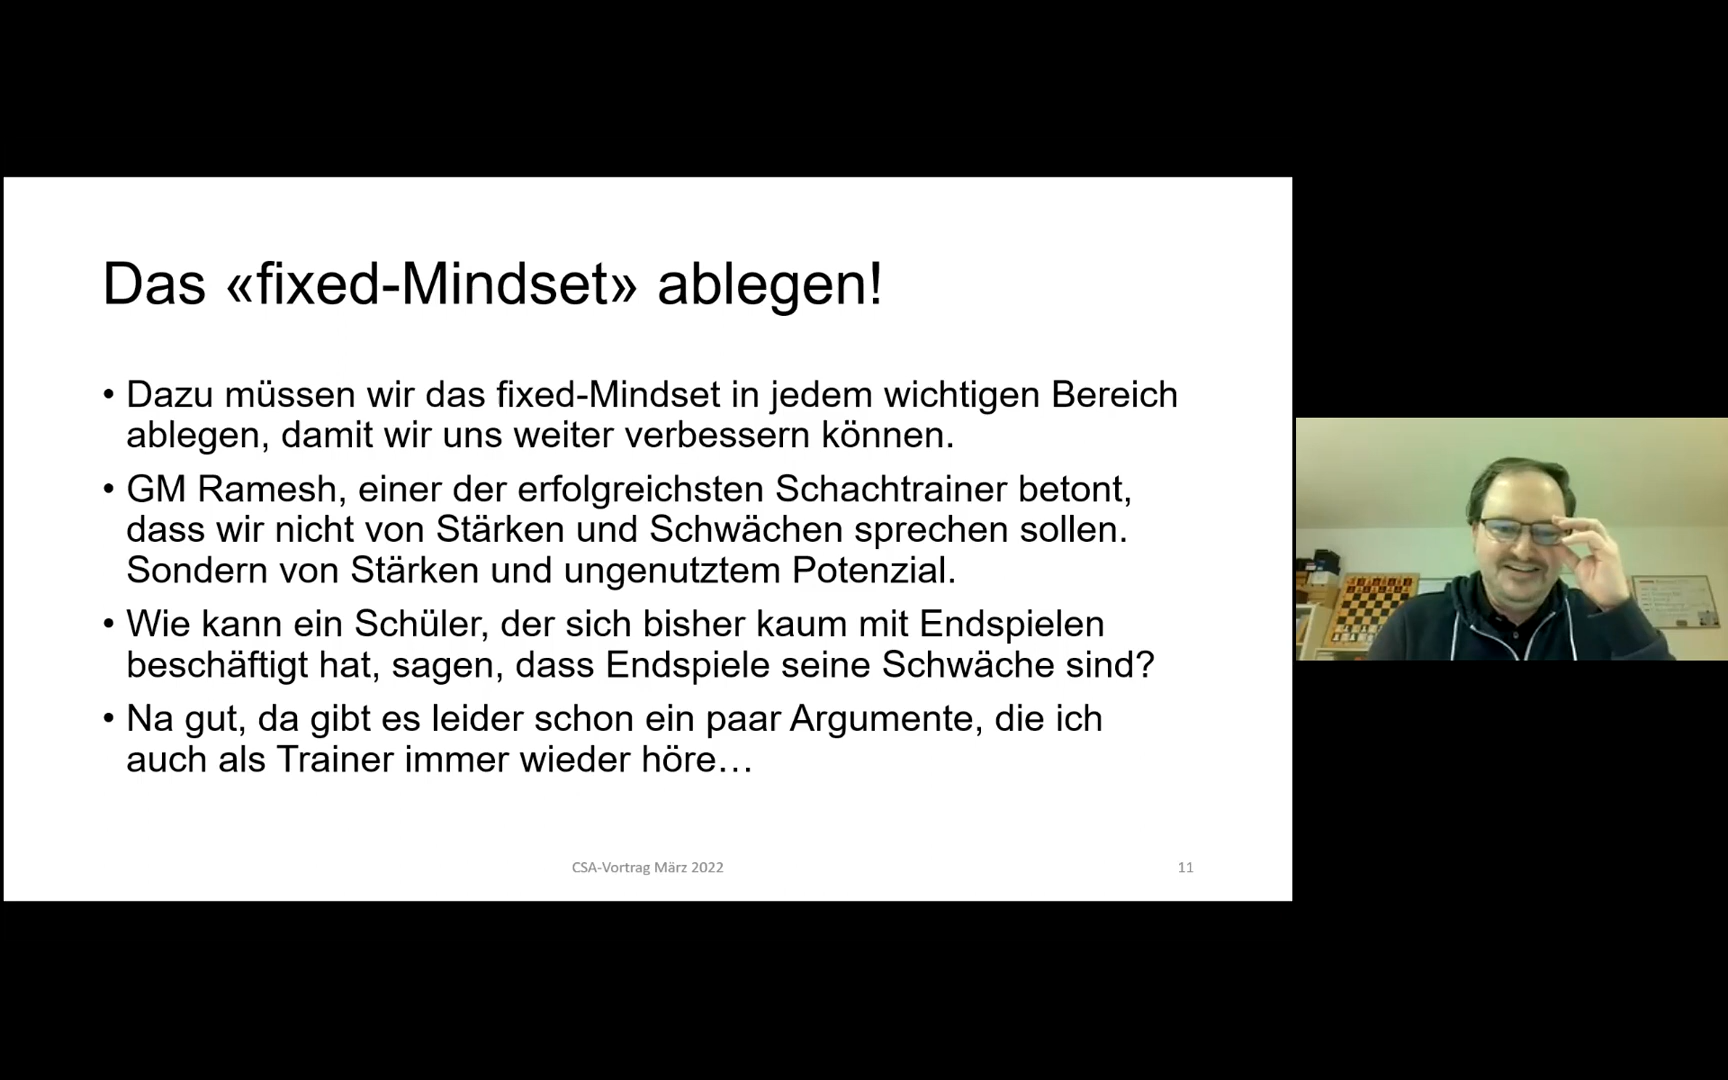 Das «fixed-Mindset» ablegen!
• Dazu müssen wir das fixed-Mindset in jedem wichtigen Bereich
ablegen, damit wir uns weiter verbessern können.
• GM Ramesh, einer der erfolgreichsten Schachtrainer betont,
dass wir nicht von Stärken und Schwächen sprechen sollen.
Sondern von Stärken und ungenutztem Potenzial.
• Wie kann ein Schüler, der sich bisher kaum mit Endspielen
beschäftigt hat, sagen, dass Endspiele seine Schwäche sind?
• Na gut, da gibt es leider schon ein paar Argumente, die ich
auch als Trainer immer wieder höre…
CSA-Vortrag März 2022
11